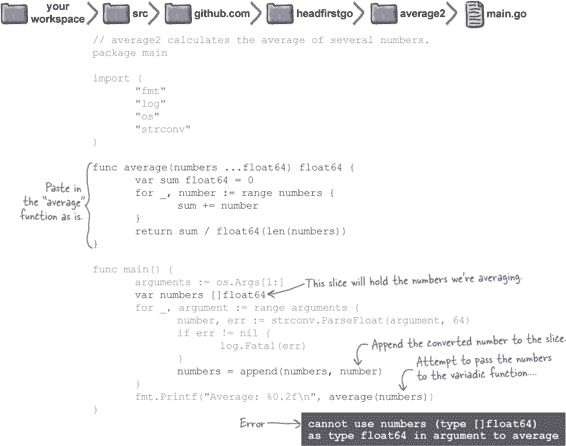 your workspace > src > github.com > headfirstgo > average2 > main.go
// average2 calculates the average of several numbers.
package main
import (
"fmt"
"log"
"os"
"strconv"
)
func average(numbers ...float64) float64 {
var sum float64 = 0
for _, number := range numbers {
sum += number
}
return sum / float64(len(numbers))
}
Paste in
the "average"
function as is.
func main() {
arguments := os.Args[1:]
var numbers []float64
This slice will hold the numbers we're averaging.
for _, argument := range arguments {
number, err := strconv.ParseFloat(argument, 64)
if err != nil {
log.Fatal(err)
}
Append the converted number to the slice.
numbers = append(numbers, number)
}
Attempt to pass the numbers
to the variadic function....
fmt.Printf("Average: %0.2f\n", average(numbers))
}
Error
cannot use numbers (type []float64)
as type float64 in argument to average